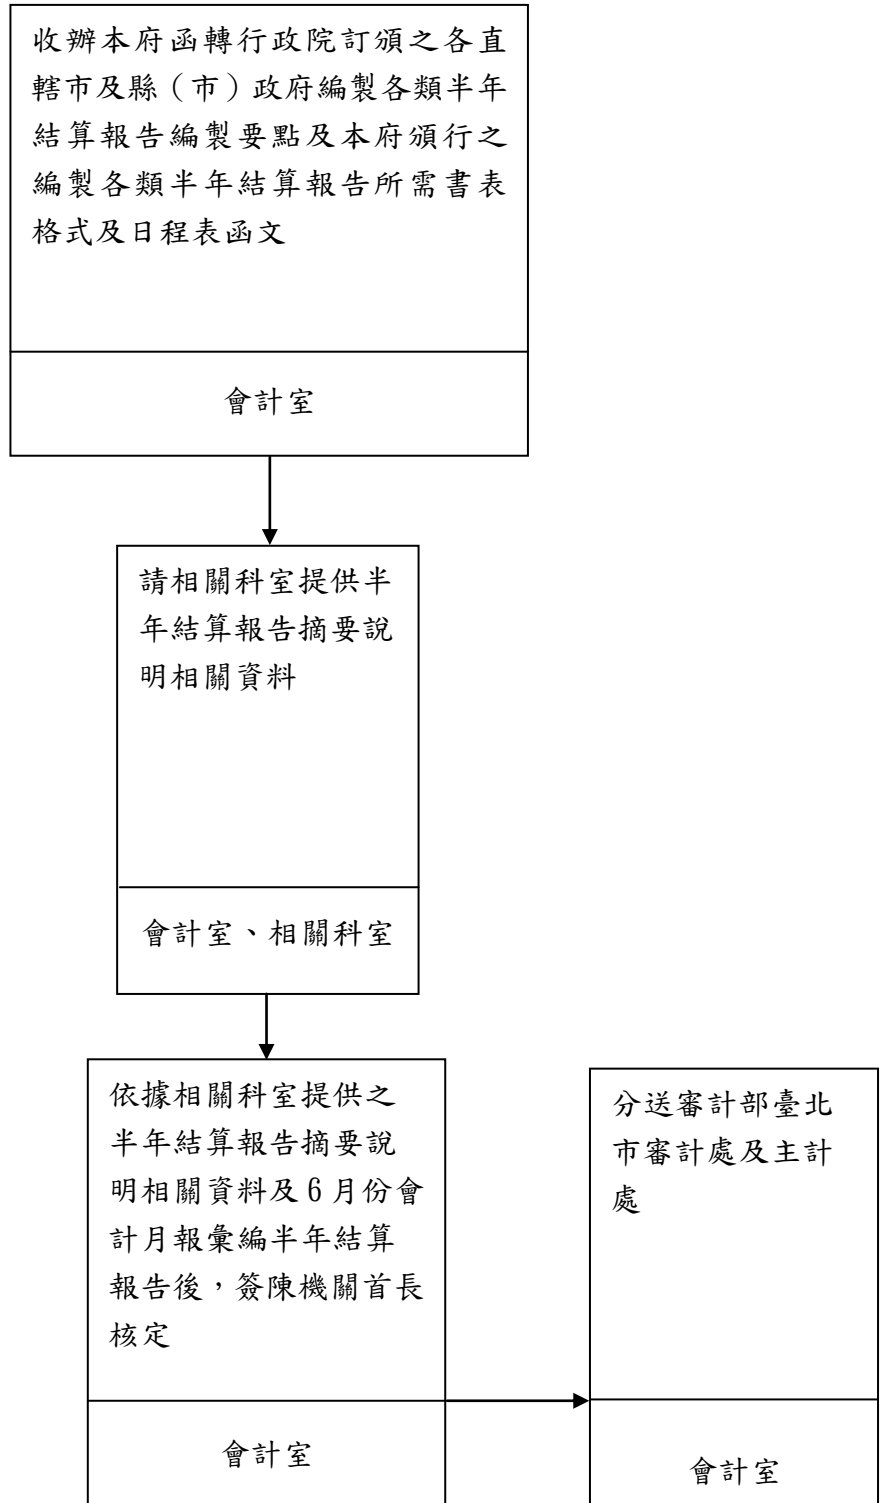 收辦本府函轉行政院訂頒之各直
轄市及縣（市）政府編製各類半年
結算報告編製要點及本府頒行之
編製各類半年結算報告所需書表
格式及日程表函文
會計室
請相關科室提供半
年結算報告摘要說
明相關資料
會計室、相關科室
依據相關科室提供之
半年結算報告摘要說
明相關資料及6月份會
計月報彙編半年結算
報告後，簽陳機關首長
核定
會計室
分送審計部臺北
市審計處及主計
處
會計室